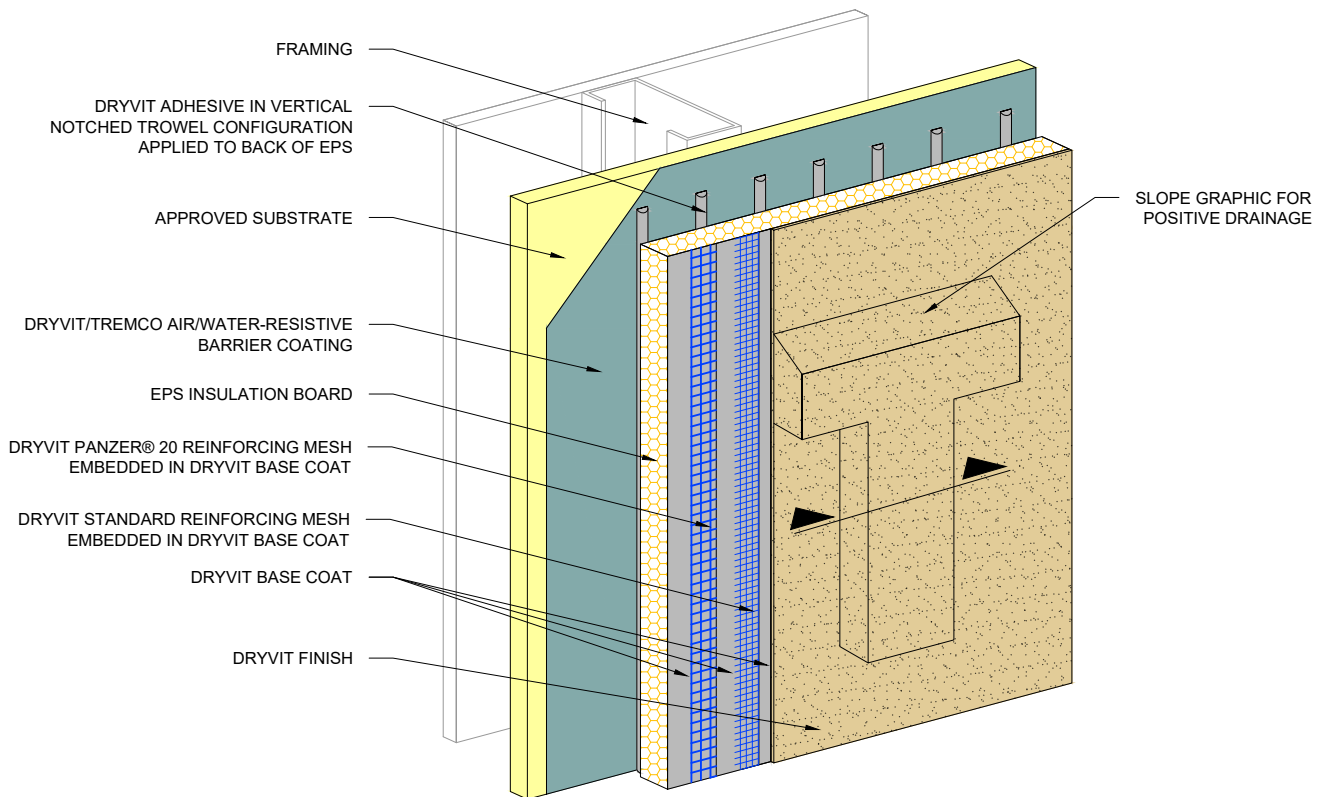 FRAMING
DRYVIT ADHESIVE IN VERTICAL
NOTCHED TROWEL CONFIGURATION
APPLIED TO BACK OF EPS
APPROVED SUBSTRATE
SLOPE GRAPHIC FOR
POSITIVE DRAINAGE
DRYVIT/TREMCO AIR/WATER-RESISTIVE
BARRIER COATING
EPS INSULATION BOARD
DRYVIT PANZER® 20 REINFORCING MESH
EMBEDDED IN DRYVIT BASE COAT
DRYVIT STANDARD REINFORCING MESH
EMBEDDED IN DRYVIT BASE COAT
DRYVIT BASE COAT
DRYVIT FINISH